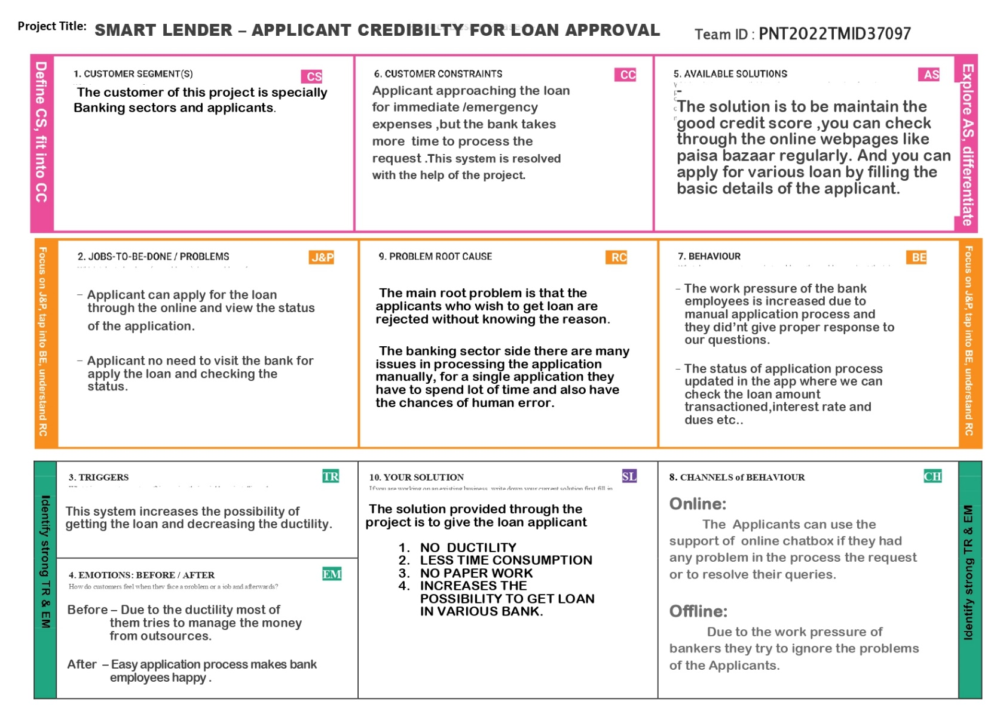 Project Title: SMART LENDER – APPLICANT CREDIBILTY FOR LOAN APPROVAL Team ID : PNT2022TMID37097
Define CS, fit into CC
1. CUSTOMER SEGMENT(S) CS
The customer of this project is specially
Banking sectors and applicants.
6. CUSTOMER CONSTRAINTS CC
Applicant approaching the loan
for immediate /emergency
expenses ,but the bank takes
more time to process the
request .This system is resolved
with the help of the project.
5. AVAILABLE SOLUTIONS AS
-
The solution is to be maintain the
good credit score ,you can check
through the online webpages like
paisa bazaar regularly. And you can
apply for various loan by filling the
basic details of the applicant.
Explore AS, differentiate
Focus on J&P, tap into BE, understand RC
2. JOBS-TO-BE-DONE / PROBLEMS J&P
– Applicant can apply for the loan
through the online and view the status
of the application.
– Applicant no need to visit the bank for
apply the loan and checking the
status.
9. PROBLEM ROOT CAUSE RC
The main root problem is that the
applicants who wish to get loan are
rejected without knowing the reason.
The banking sector side there are many
issues in processing the application
manually, for a single application they
have to spend lot of time and also have
the chances of human error.
7. BEHAVIOUR BE
– The work pressure of the bank
employees is increased due to
manual application process and
they did’nt give proper response to
our questions.
– The status of application process
updated in the app where we can
check the loan amount
transactioned,interest rate and
dues etc..
Focus on J&P, tap into BE, understand RC
Identify strong TR & EM
3. TRIGGERS TR
This system increases the possibility of
getting the loan and decreasing the ductility.
4. EMOTIONS: BEFORE / AFTER EM
How do customers feel when they face a problem or a job and afterwards?
Before – Due to the ductility most of
them tries to manage the money
from outsources.
After – Easy application process makes bank
employees happy .
10. YOUR SOLUTION SL
If you are working on an existing business, write down your current solution first, fill in
The solution provided through the
project is to give the loan applicant
1. NO DUCTILITY
2. LESS TIME CONSUMPTION
3. NO PAPER WORK
4. INCREASES THE
POSSIBILITY TO GET LOAN
IN VARIOUS BANK.
8. CHANNELS of BEHAVIOUR CH
Online:
The Applicants can use the
support of online chatbox if they had
any problem in the process the request
or to resolve their queries.
Offline:
Due to the work pressure of
bankers they try to ignore the problems
of the Applicants.
Identify strong TR & EM